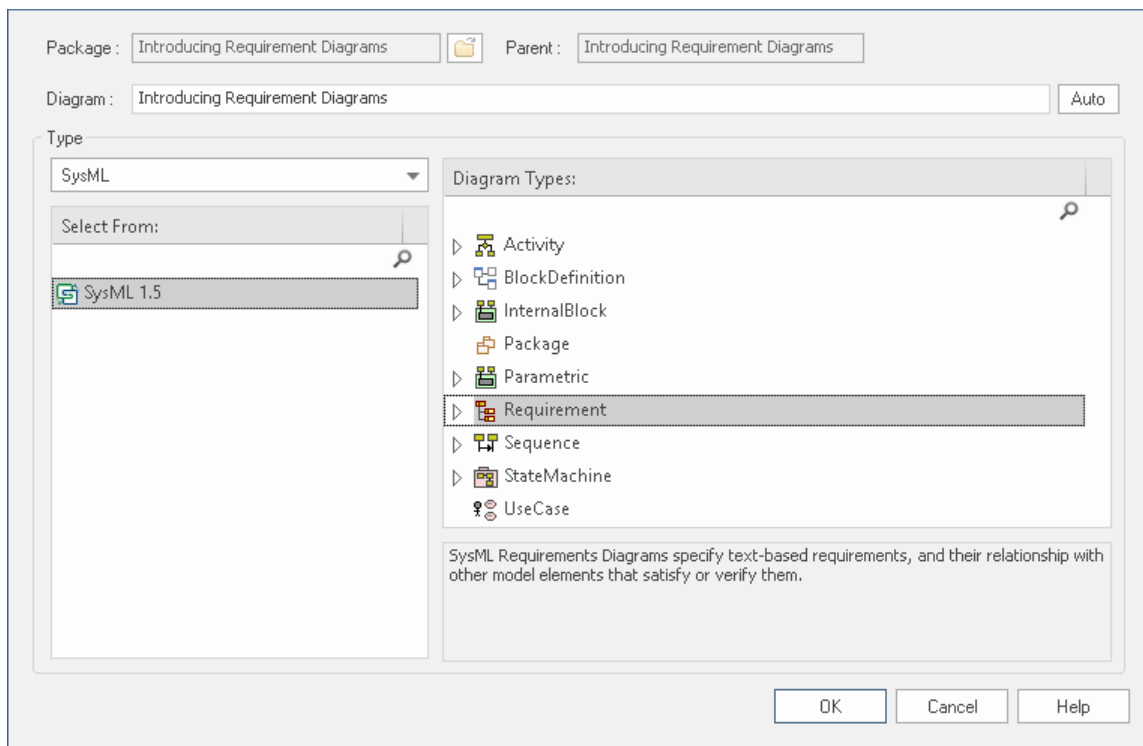 Package : Introducing Requirement Diagrams Parent : Introducing Requirement Diagrams
Diagram : Introducing Requirement Diagrams Auto
Type
SysML
Select From:
SysML 1.5
Diagram Types:
Activity
BlockDefinition
InternalBlock
Package
Parametric
Requirement
Sequence
StateMachine
UseCase
SysML Requirements Diagrams specify text-based requirements, and their relationship with
other model elements that satisfy or verify them.
OK Cancel Help